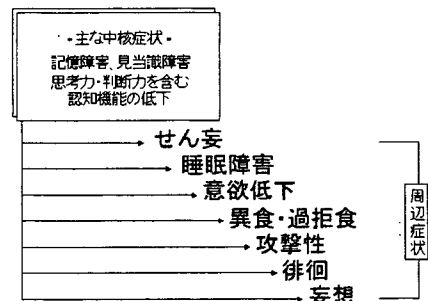 ・主な中核症状・
記憶障害、見当識障害
思考力・判断力を含む
認知機能の低下
せん妄
睡眠障害
意欲低下
異食・過拒食
攻撃性
徘徊
妄想
周辺症状